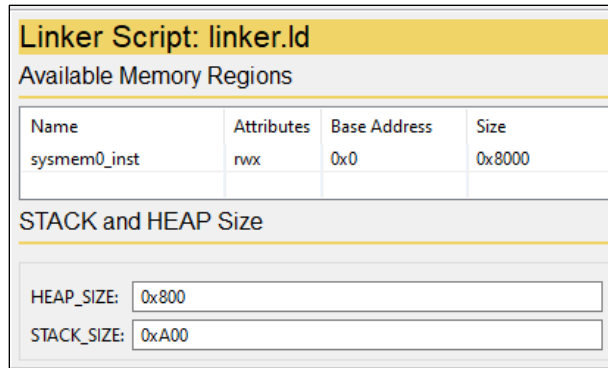 Linker Script: linker.ld
Available Memory Regions
Name Attributes Base Address Size
sysmem0_inst rwx 0x0 0x8000
STACK and HEAP Size
HEAP_SIZE: 0x800
STACK_SIZE: 0xA00